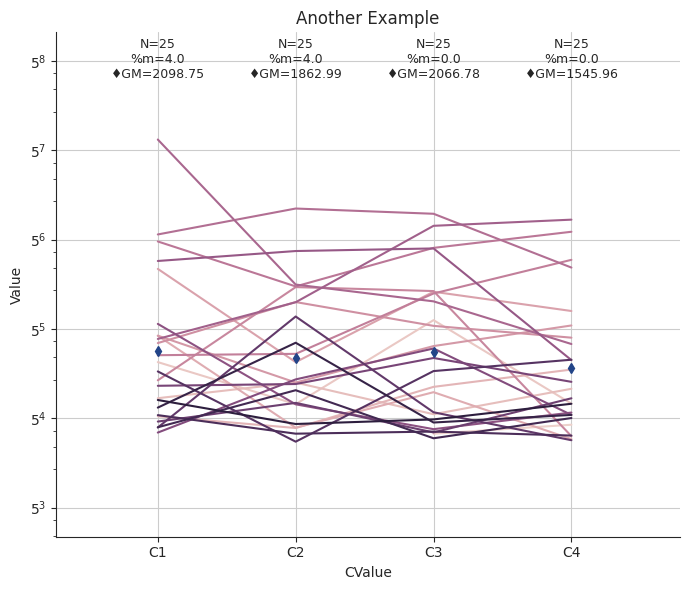 Another Example
N=25 N=25 N=25 N=25
%m=4.0 %m=4.0 %m=0.0 %m=0.0
♦GM=2098.75 ♦GM=1862.99 ♦GM=2066.78 ♦GM=1545.96
5⁸
5⁷
5⁶
5⁵
5⁴
5³
Value
C1 C2 C3 C4
CValue